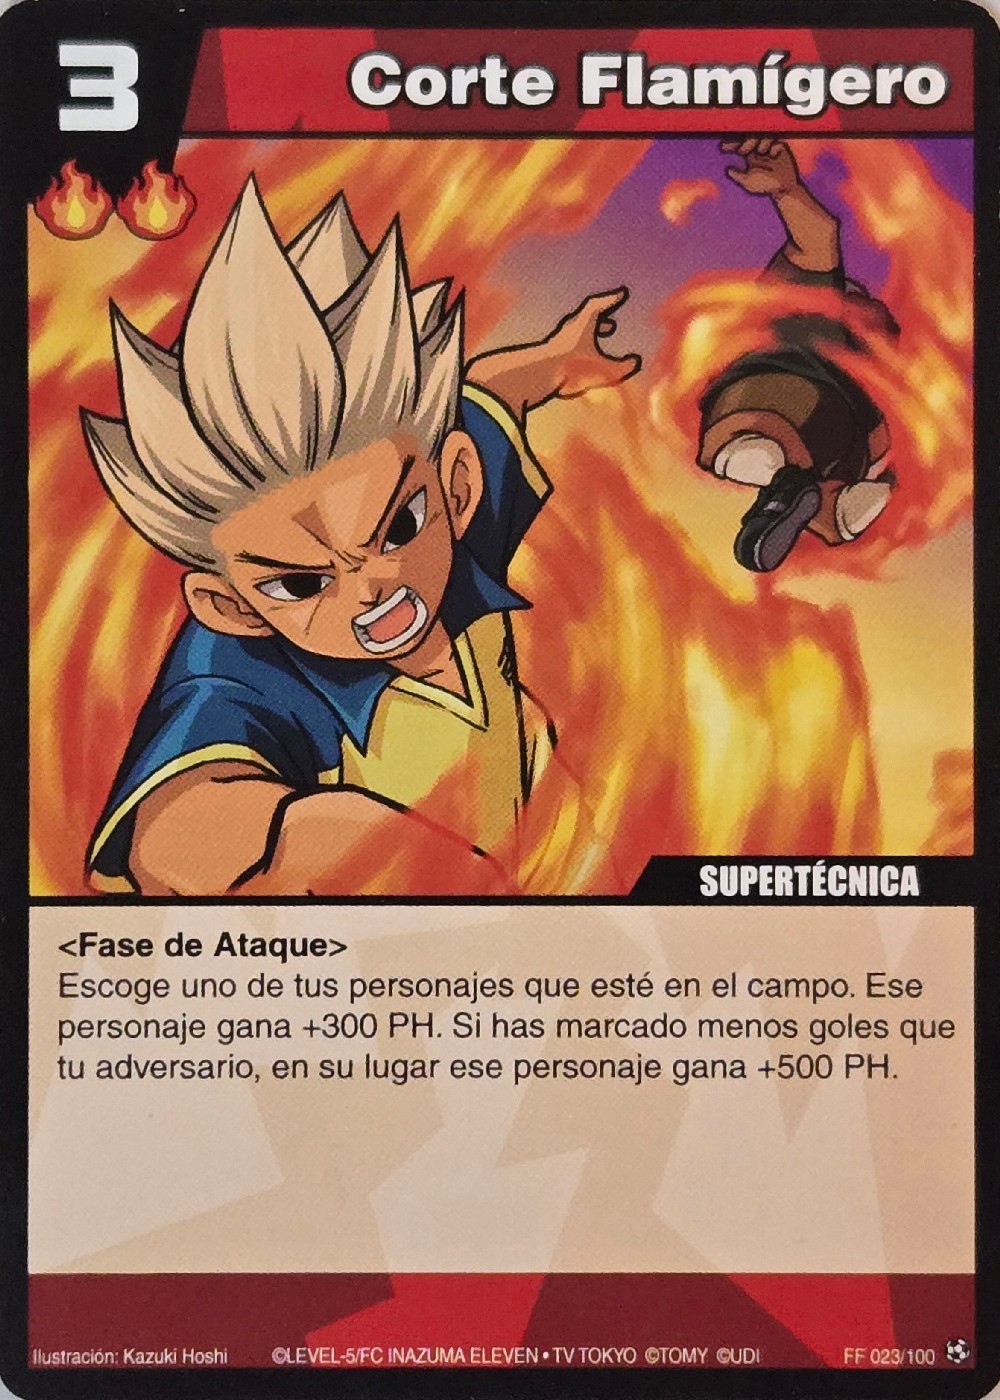 3
Corte Flamígero
SUPERTÉCNICA
<Fase de Ataque>
Escoge uno de tus personajes que esté en el campo. Ese
personaje gana +300 PH. Si has marcado menos goles que
tu adversario, en su lugar ese personaje gana +500 PH.
Ilustración: Kazuki Hoshi ©LEVEL-5/FC INAZUMA ELEVEN • TV TOKYO ©TOMY ©UDI FF 023/100